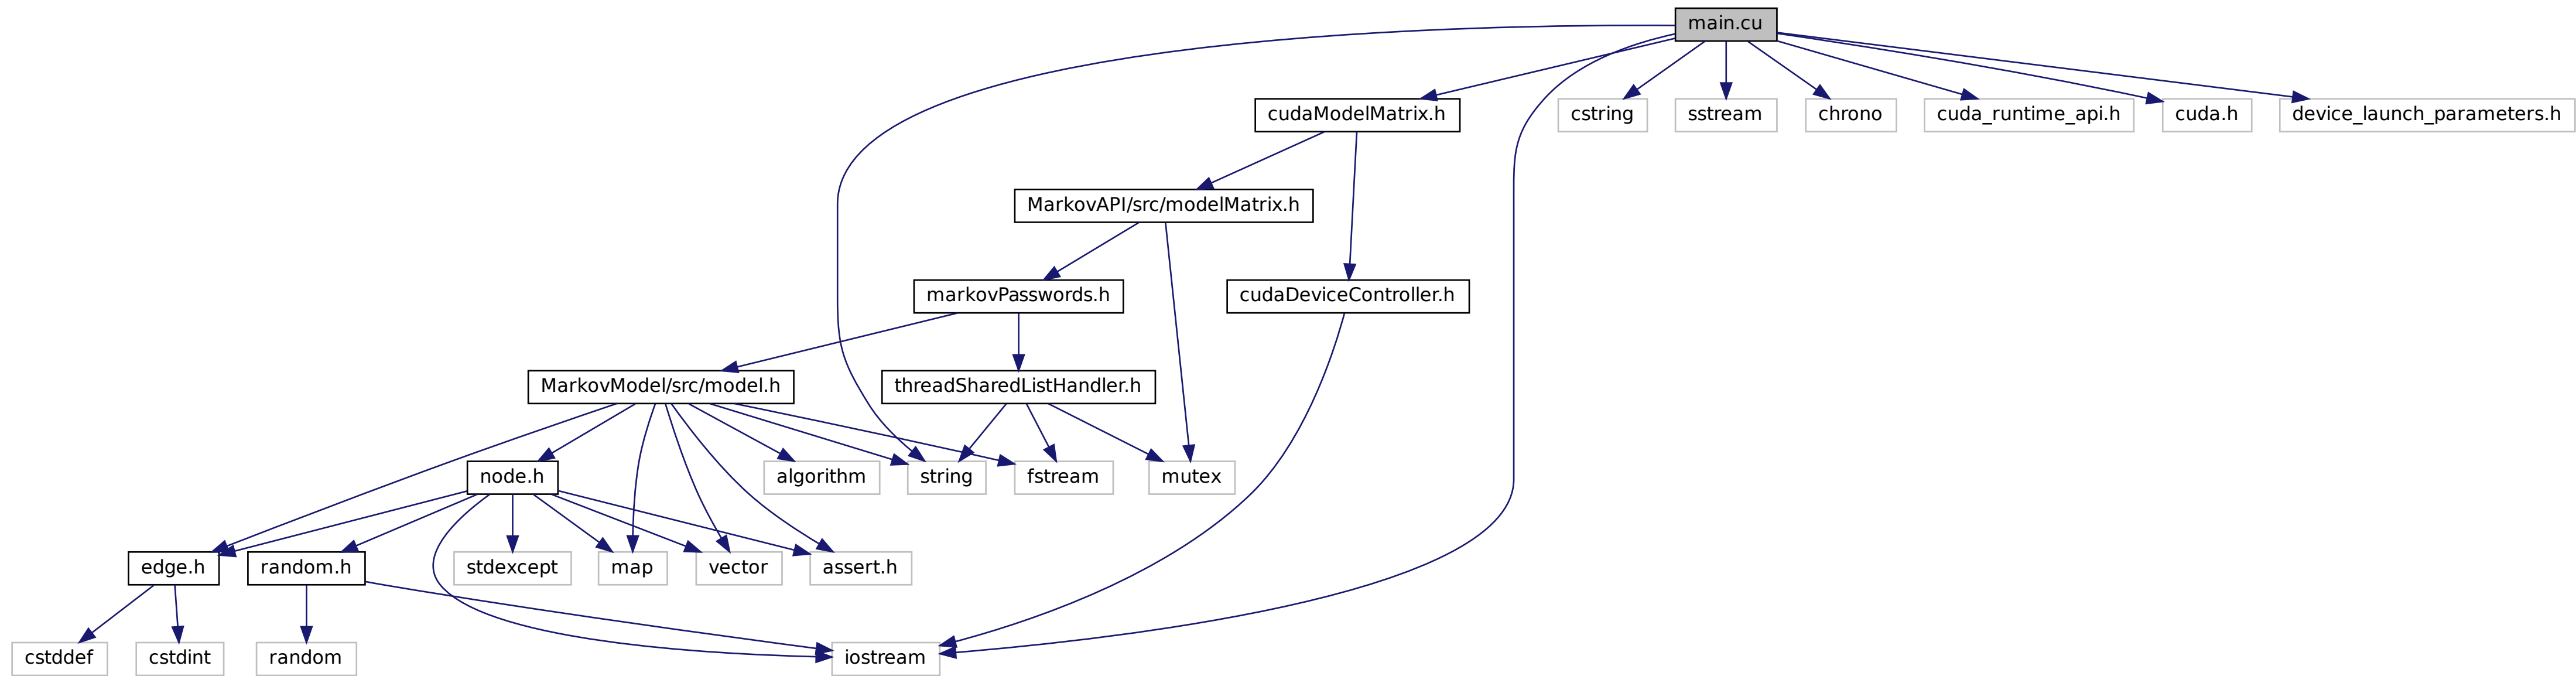 main.cu
cudaModelMatrix.h
cstring
sstream
chrono
cuda_runtime_api.h
cuda.h
device_launch_parameters.h
MarkovAPI/src/modelMatrix.h
markovPasswords.h
cudaDeviceController.h
MarkovModel/src/model.h
threadSharedListHandler.h
node.h
algorithm
string
fstream
mutex
edge.h
random.h
stdexcept
map
vector
assert.h
cstddef
cstdint
random
iostream